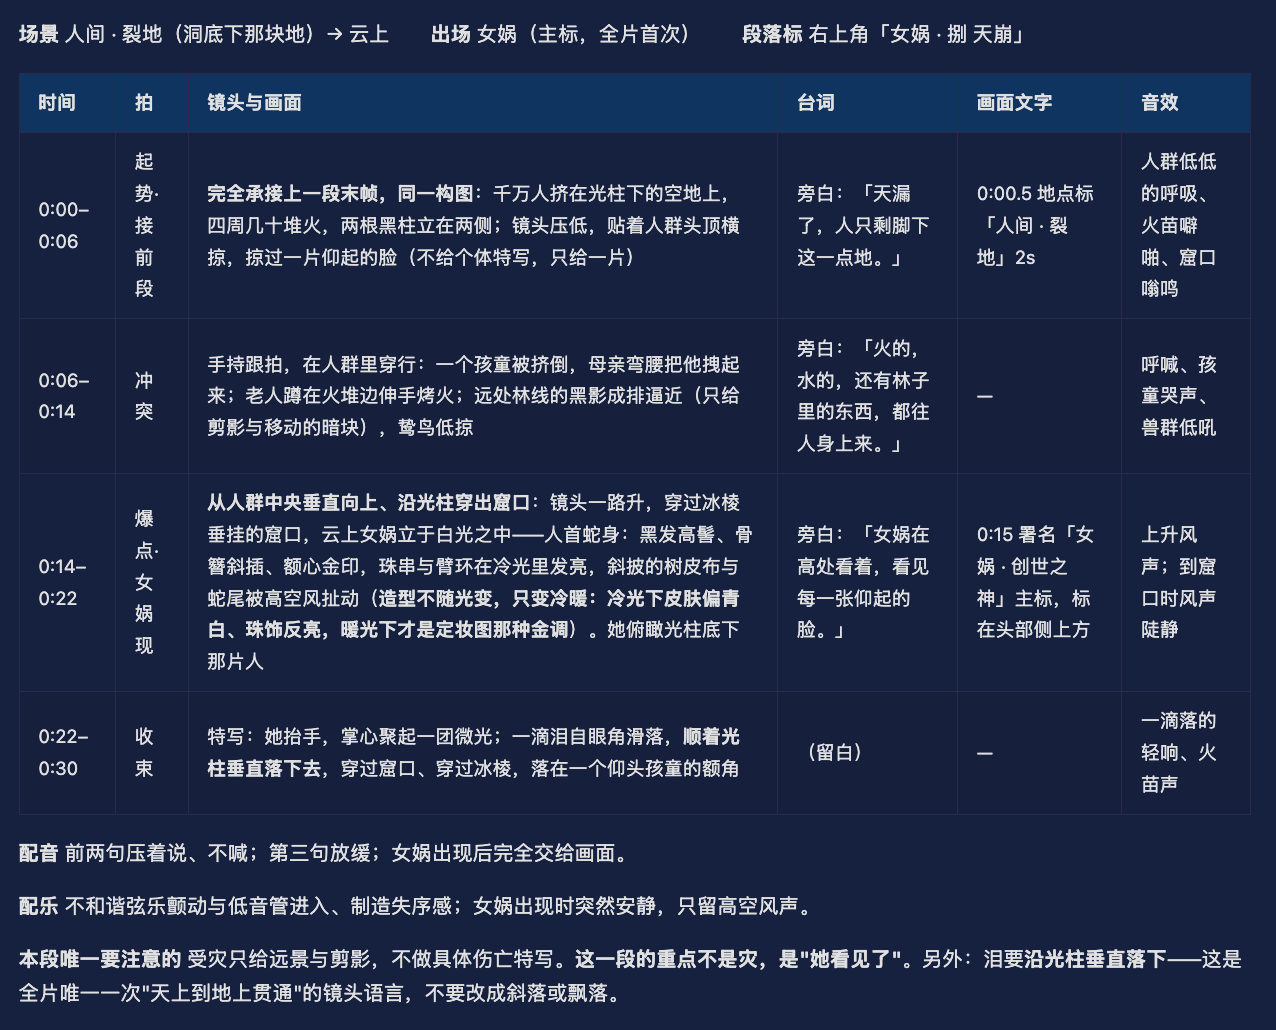 场景 人间 · 裂地（洞底下那块地）→ 云上 出场 女娲（主标，全片首次） 段落标 右上角「女娲 · 捌 天崩」
时间 拍 镜头与画面 台词 画面文字 音效
0:00–
0:06
起
势·
接
前
段
完全承接上一段末帧，同一构图：千万人挤在光柱下的空地上，
四周几十堆火，两根黑柱立在两侧；镜头压低，贴着人群头顶横
掠，掠过一片仰起的脸（不给个体特写，只给一片）
旁白：「天漏
了，人只剩脚下
这一点地。」
0:00.5 地点标
「人间 · 裂
地」2s
人群低低
的呼吸、
火苗噼
啪、窟口
嗡鸣
0:06–
0:14
冲
突
手持跟拍，在人群里穿行：一个孩童被挤倒，母亲弯腰把他拽起
来；老人蹲在火堆边伸手烤火；远处林线的黑影成排逼近（只给
剪影与移动的暗块），鸷鸟低掠
旁白：「火的，
水的，还有林子
里的东西，都往
人身上来。」
—
呼喊、孩
童哭声、
兽群低吼
0:14–
0:22
爆
点·
女
娲
现
从人群中央垂直向上、沿光柱穿出窟口：镜头一路升，穿过冰棱
垂挂的窟口，云上女娲立于白光之中——人首蛇身：黑发高髻、骨
簪斜插、额心金印，珠串与臂环在冷光里发亮，斜披的树皮布与
蛇尾被高空风扯动（造型不随光变，只变冷暖：冷光下皮肤偏青
白、珠饰反亮，暖光下才是定妆图那种金调）。她俯瞰光柱底下
那片人
旁白：「女娲在
高处看着，看见
每一张仰起的
脸。」
0:15 署名「女
娲 · 创世之
神」主标，标
在头部侧上方
上升风
声；到窟
口时风声
陡静
0:22–
0:30
收
束
特写：她抬手，掌心聚起一团微光；一滴泪自眼角滑落，顺着光
柱垂直落下去，穿过窟口、穿过冰棱，落在一个仰头孩童的额角
（留白）
—
一滴落的
轻响、火
苗声
配音 前两句压着说、不喊；第三句放缓；女娲出现后完全交给画面。
配乐 不和谐弦乐颤动与低音管进入、制造失序感；女娲出现时突然安静，只留高空风声。
本段唯一要注意的 受灾只给远景与剪影，不做具体伤亡特写。这一段的重点不是灾，是"她看见了"。另外：泪要沿光柱垂直落下——这是
全片唯一一次"天上到地上贯通"的镜头语言，不要改成斜落或飘落。